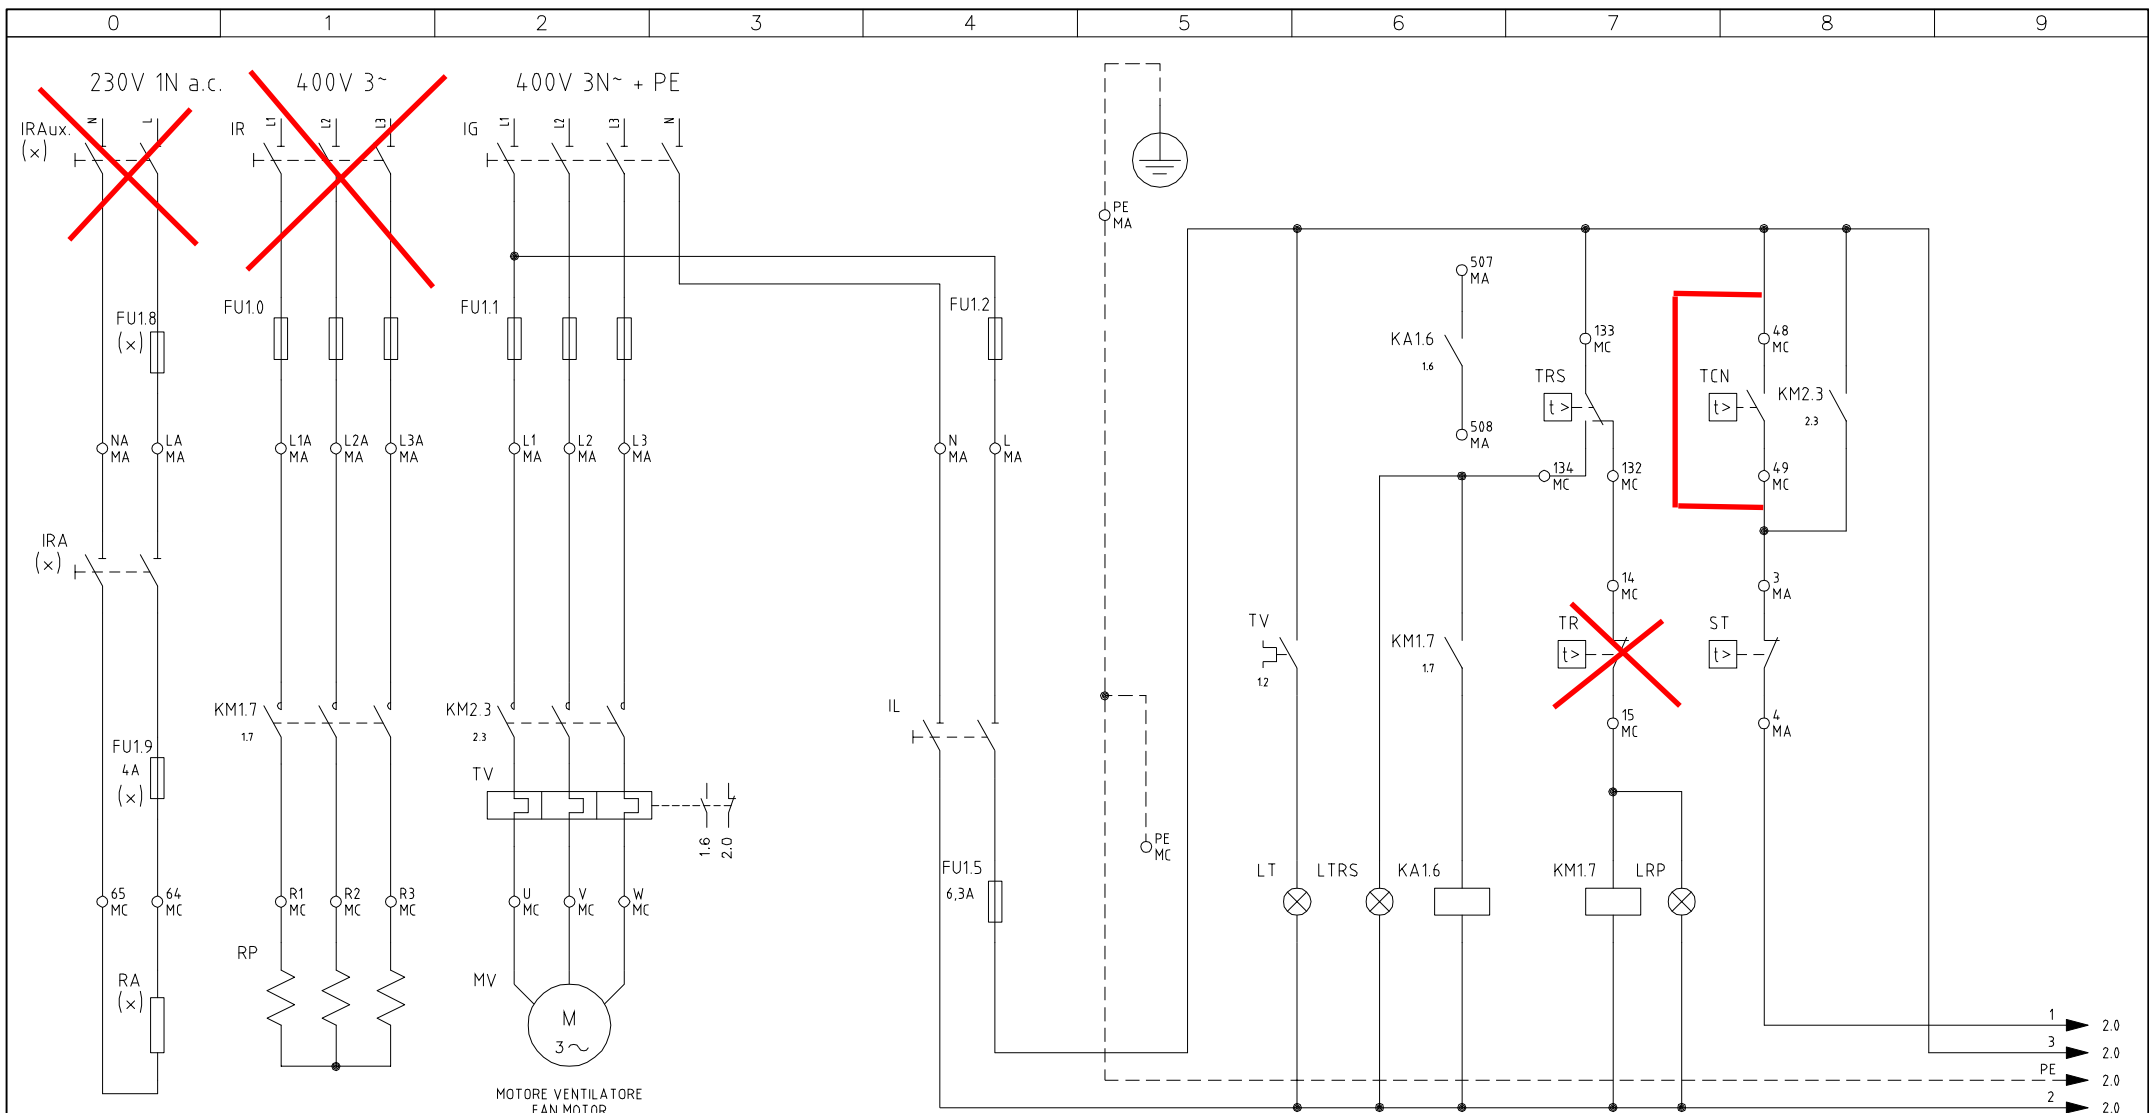 0 1 2 3 4 5 6 7 8 9
230V 1N a.c. 400V 3~ 400V 3N~ + PE
IRAux. (x) N L IR L1 L2 L3 IG L1 L2 L3 N
PE MA
507 MA
FU1.8 (x) FU1.0 FU1.1 FU1.2
KA1.6 1.6 133 MC 48 MC
TRS t> TCN t> KM2.3 2.3
NA MA LA MA L1A MA L2A MA L3A MA L1 MA L2 MA L3 MA N MA L MA 508 MA
134 MC 132 MC 49 MC
IRA (x)
14 MC 3 MA
TV 1.2 KM1.7 1.7 TR t> ST t>
KM1.7 1.7 KM2.3 2.3 IL 15 MC 4 MA
FU1.9 4A (x) TV 1.6 2.0
PE MC
65 MC 64 MC R1 MC R2 MC R3 MC U MC V MC W MC FU1.5 6,3A LT LTRS KA1.6 KM1.7 LRP
RA (x) RP MV M 3~
1 2.0
3 2.0
PE 2.0
MOTORE VENTILATORE
FAN MOTOR
2 2.0